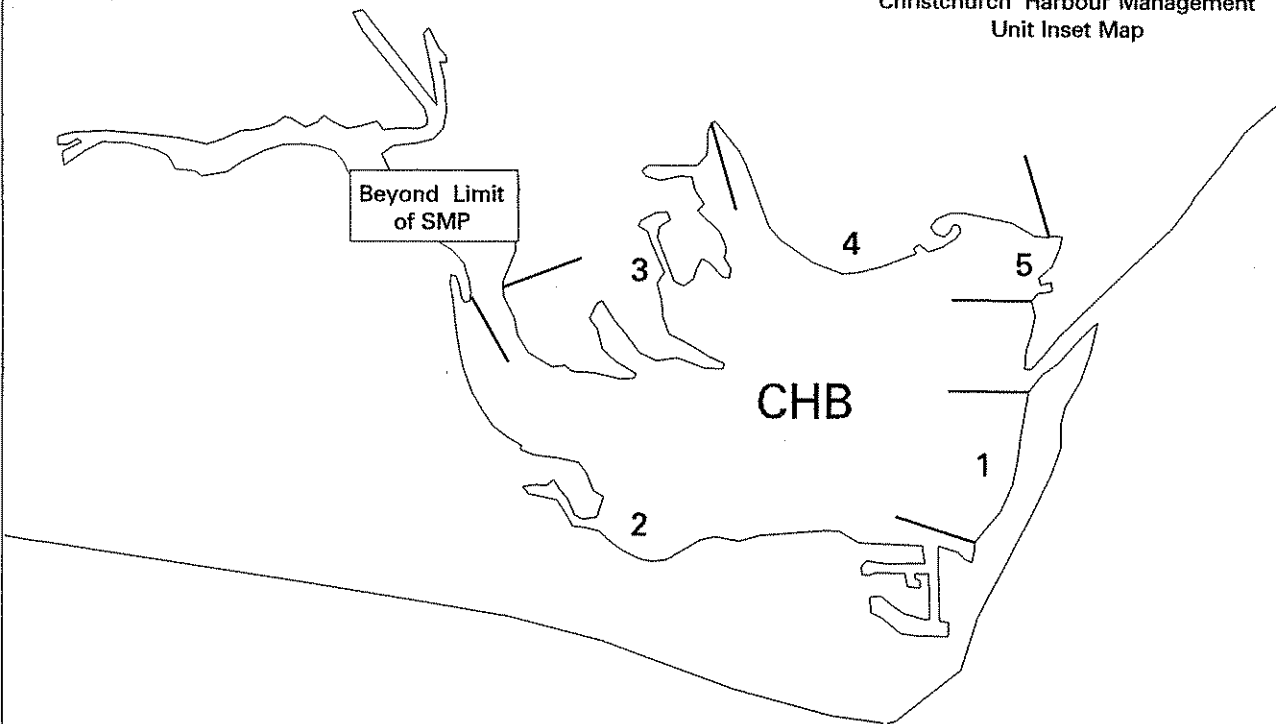 Christchurch Harbour Management
Unit Inset Map
Beyond Limit
of SMP
3
4
5
CHB
1
2